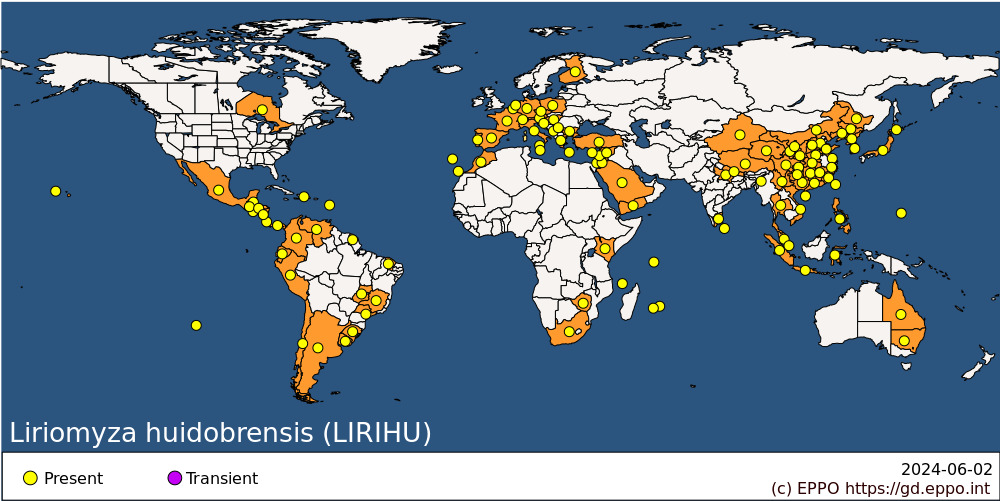 Liriomyza huidobrensis (LIRIHU)
Present
Transient
2024-06-02
(c) EPPO https://gd.eppo.int